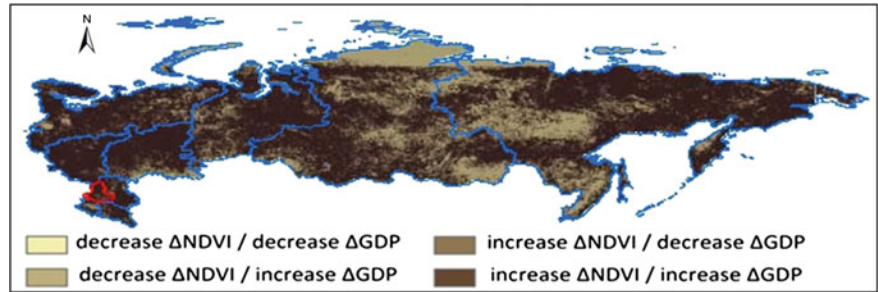 N
decrease ΔNDVI / decrease ΔGDP
increase ΔNDVI / decrease ΔGDP
decrease ΔNDVI / increase ΔGDP
increase ΔNDVI / increase ΔGDP